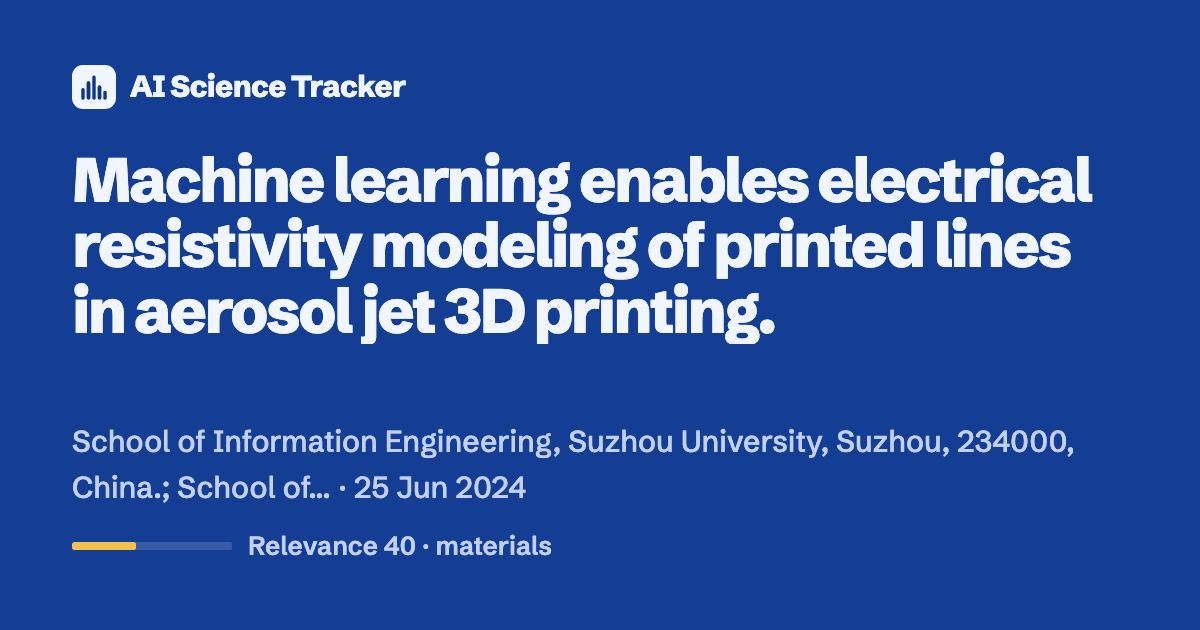 AI Science Tracker
Machine learning enables electrical
resistivity modeling of printed lines
in aerosol jet 3D printing.
School of Information Engineering, Suzhou University, Suzhou, 234000,
China.; School of... · 25 Jun 2024
Relevance 40 · materials